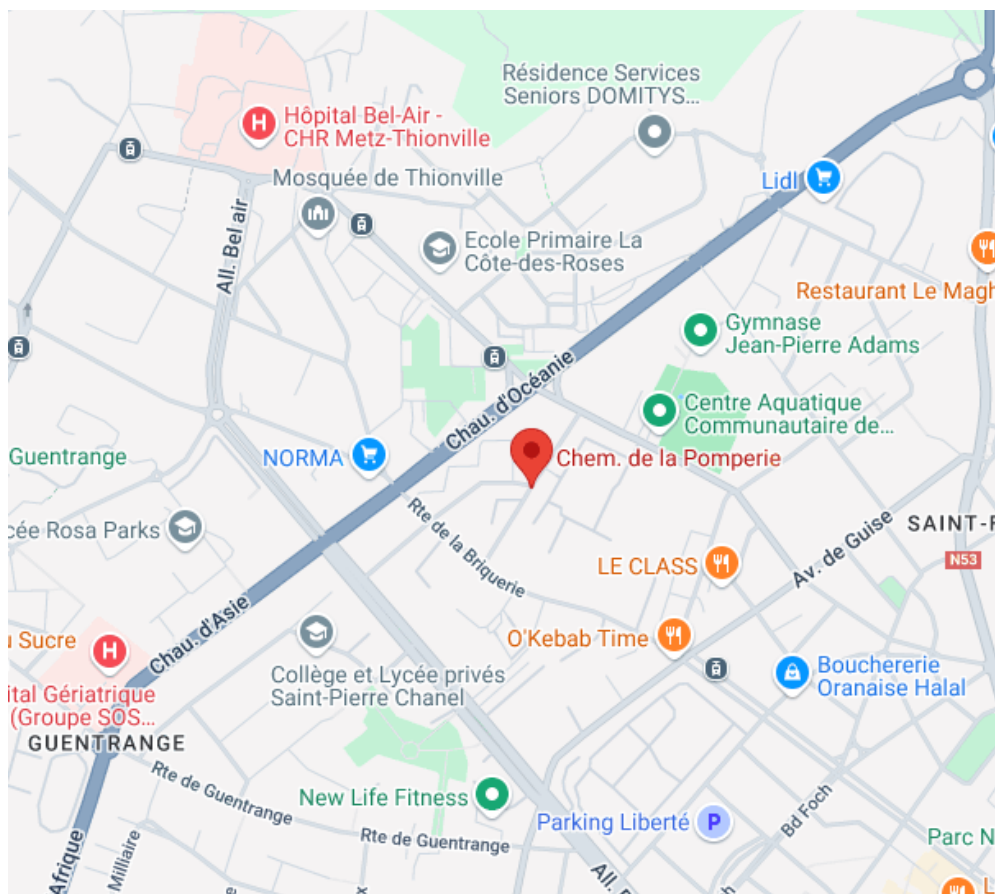 Résidence Services
Seniors DOMITYS...
Hôpital Bel-Air -
CHR Metz-Thionville
Mosquée de Thionville
Lidl
All. Bel air
Ecole Primaire La
Côte-des-Roses
Restaurant Le Magh
Gymnase
Jean-Pierre Adams
Chau. d'Océanie
Centre Aquatique
Communautaire de...
Guentrange
NORMA
Chem. de la Pomperie
cée Rosa Parks
Rte de la Briquerie
SAINT-F
Av. de Guise
N53
LE CLASS
Chau. d'Asie
u Sucre
O'Kebab Time
Collège et Lycée privés
Saint-Pierre Chanel
Bouchererie
Oranaise Halal
ital Gériatrique
(Groupe SOS...
GUENTRANGE
Rte de Guentrange
New Life Fitness
Parking Liberté
P
Bd Foch
Rte de Guentrange
Parc N
Afrique
Milliaire
All.
H
H